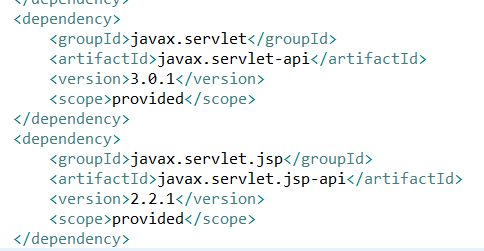 </dependency>
<dependency>
    <groupId>javax.servlet</groupId>
    <artifactId>javax.servlet-api</artifactId>
    <version>3.0.1</version>
    <scope>provided</scope>
</dependency>
<dependency>
    <groupId>javax.servlet.jsp</groupId>
    <artifactId>javax.servlet.jsp-api</artifactId>
    <version>2.2.1</version>
    <scope>provided</scope>
</dependency>